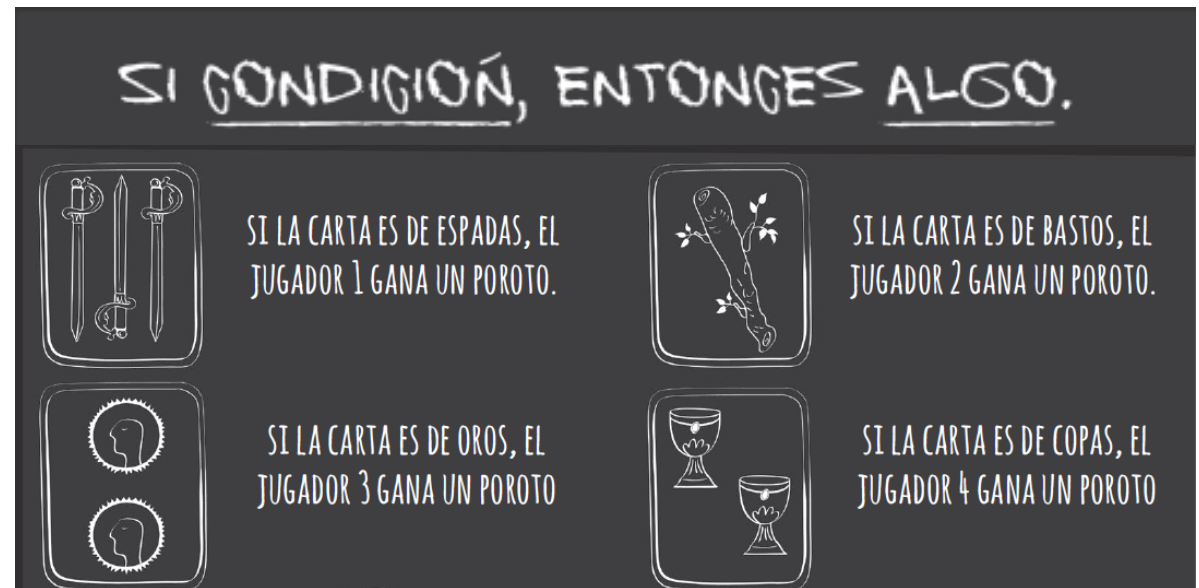 SI CONDICIÓN, ENTONCES ALGO.
SI LA CARTA ES DE ESPADAS, EL
JUGADOR 1 GANA UN POROTO.
SI LA CARTA ES DE BASTOS, EL
JUGADOR 2 GANA UN POROTO.
SI LA CARTA ES DE OROS, EL
JUGADOR 3 GANA UN POROTO
SI LA CARTA ES DE COPAS, EL
JUGADOR 4 GANA UN POROTO